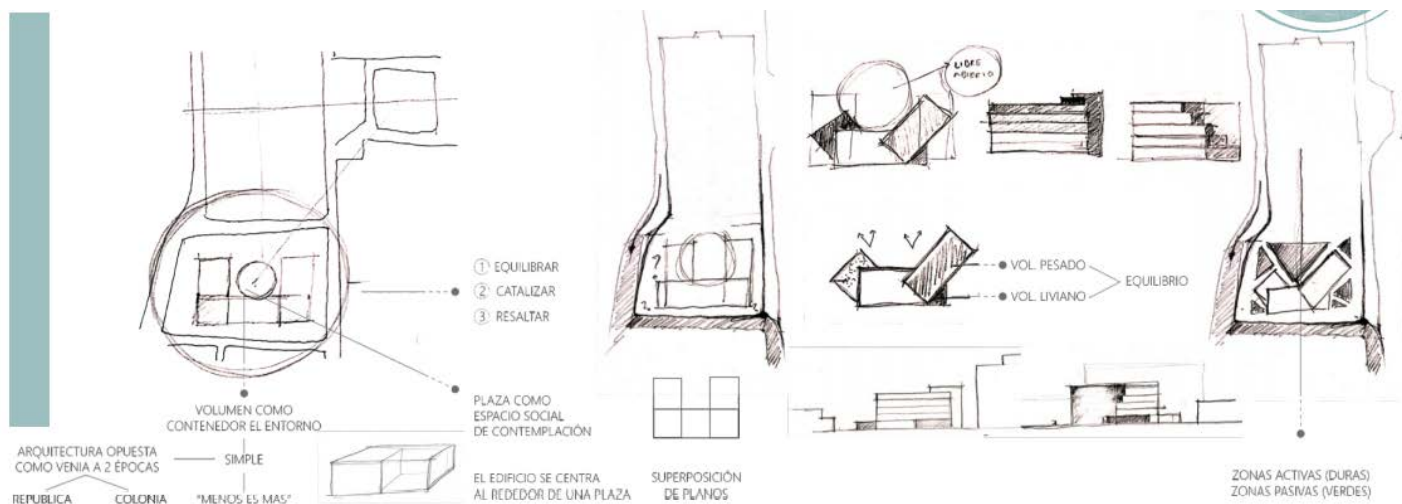 ① EQUILIBRAR
② CATALIZAR
③ RESALTAR
VOLUMEN COMO
CONTENEDOR EL ENTORNO
ARQUITECTURA OPUESTA
COMO VENIA A 2 ÉPOCAS
SIMPLE
REPUBLICA
COLONIA
"MENOS ES MAS"
PLAZA COMO
ESPACIO SOCIAL
DE CONTEMPLACIÓN
EL EDIFICIO SE CENTRA
AL REDEDOR DE UNA PLAZA
SUPERPOSICIÓN
DE PLANOS
LIBRE
ABIERTO
VOL. PESADO
VOL. LIVIANO
EQUILIBRIO
ZONAS ACTIVAS (DURAS)
ZONAS PASIVAS (VERDES)